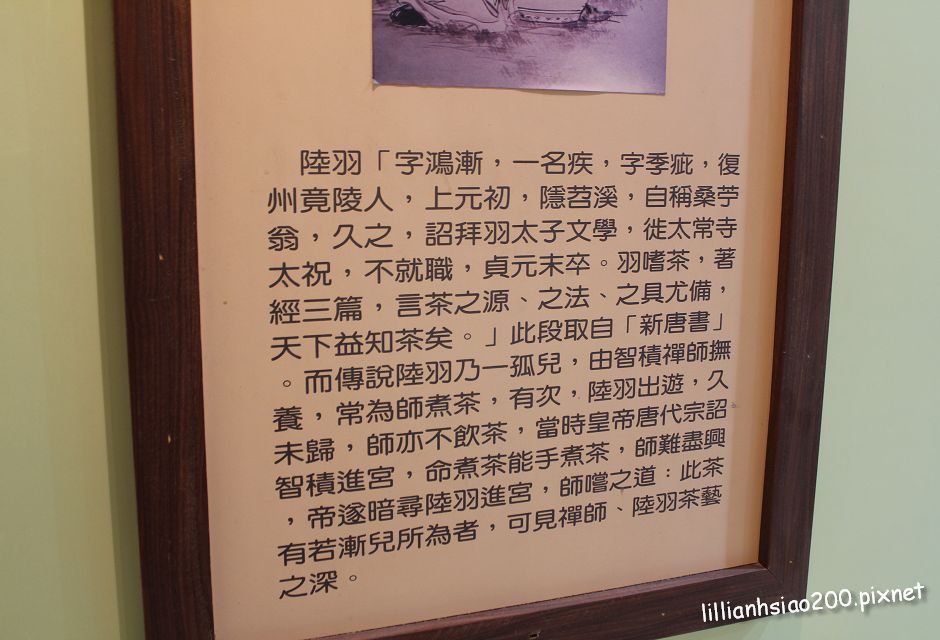 陸羽「字鴻漸，一名疾，字季疵，復
州竟陵人，上元初，隱苕溪，自稱桑苧
翁，久之，詔拜羽太子文學，徙太常寺
太祝，不就職，貞元末卒。羽嗜茶，著
經三篇，言茶之源、之法、之具尤備，
天下益知茶矣。」此段取自「新唐書」
。而傳說陸羽乃一孤兒，由智積禪師撫
養，常為師煮茶，有次，陸羽出遊，久
未歸，師亦不飲茶，當時皇帝唐代宗詔
智積進宮，命煮茶能手煮茶，師難盡興
，帝遂暗尋陸羽進宮，師嚐之道：此茶
有若漸兒所為者，可見禪師、陸羽茶藝
之深。
lillianhsiao200.pixnet